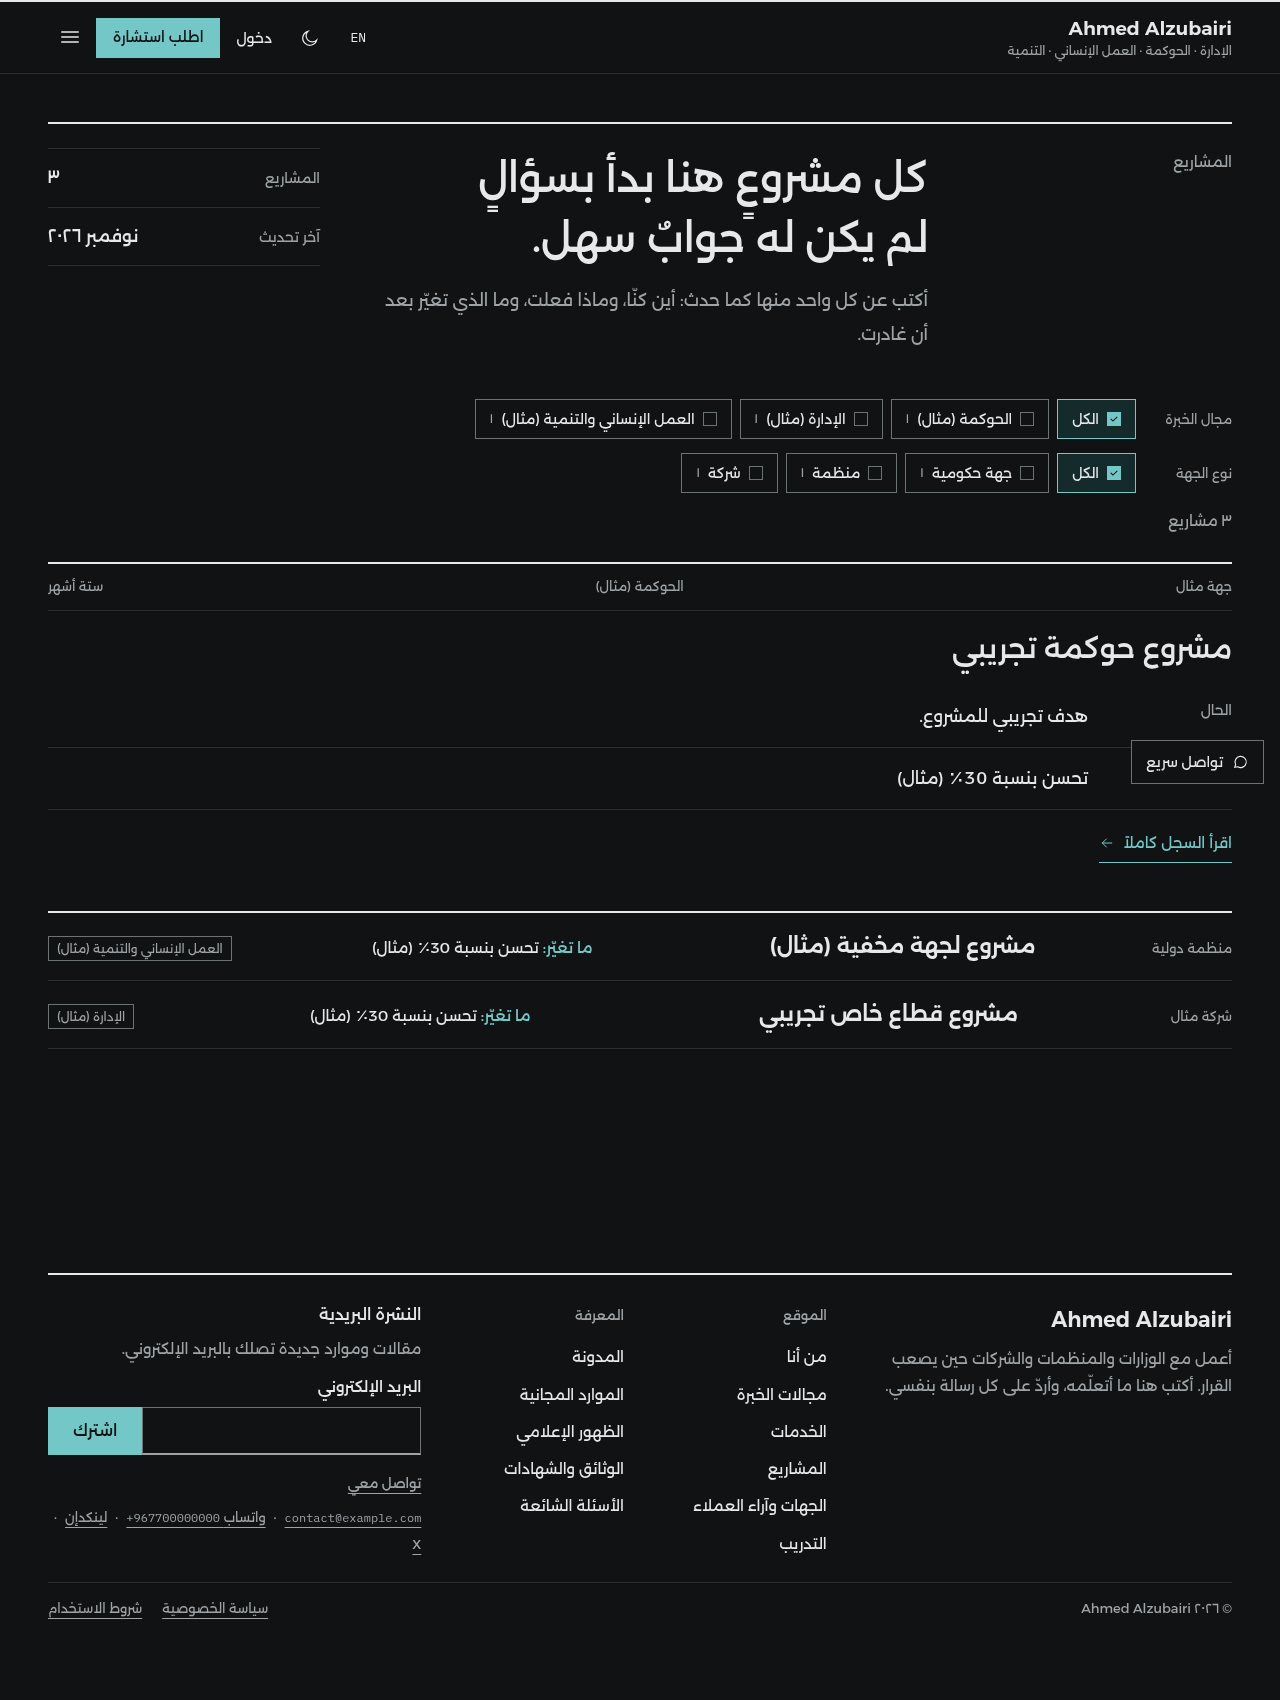 Ahmed Alzubairi
الإدارة · الحوكمة · العمل الإنساني · التنمية
EN
دخول
اطلب استشارة
المشاريع
كل مشروعٍ هنا بدأ بسؤالٍ
لم يكن له جوابٌ سهل.
أكتب عن كل واحد منها كما حدث: أين كنّا، وماذا فعلت، وما الذي تغيّر بعد
أن غادرت.
المشاريع ٣
آخر تحديث نوفمبر ٢٠٢٦
مجال الخبرة الكل الحوكمة (مثال) ١ الإدارة (مثال) ١ العمل الإنساني والتنمية (مثال) ١
نوع الجهة الكل جهة حكومية ١ منظمة ١ شركة ١
٣ مشاريع
جهة مثال الحوكمة (مثال) ستة أشهر
مشروع حوكمة تجريبي
الحال هدف تجريبي للمشروع.
تواصل سريع
تحسن بنسبة 30٪ (مثال)
اقرأ السجل كاملًا ←
منظمة دولية مشروع لجهة مخفية (مثال) ما تغيّر: تحسن بنسبة 30٪ (مثال) العمل الإنساني والتنمية (مثال)
شركة مثال مشروع قطاع خاص تجريبي ما تغيّر: تحسن بنسبة 30٪ (مثال) الإدارة (مثال)
Ahmed Alzubairi
أعمل مع الوزارات والمنظمات والشركات حين يصعب
القرار. أكتب هنا ما أتعلّمه، وأردّ على كل رسالة بنفسي.
الموقع
من أنا
مجالات الخبرة
الخدمات
المشاريع
الجهات وآراء العملاء
التدريب
المعرفة
المدونة
الموارد المجانية
الظهور الإعلامي
الوثائق والشهادات
الأسئلة الشائعة
النشرة البريدية
مقالات وموارد جديدة تصلك بالبريد الإلكتروني.
البريد الإلكتروني
اشترك
تواصل معي
contact@example.com · واتساب +967700000000 · لينكدإن ·
X
© ٢٠٢٦ Ahmed Alzubairi
سياسة الخصوصية شروط الاستخدام